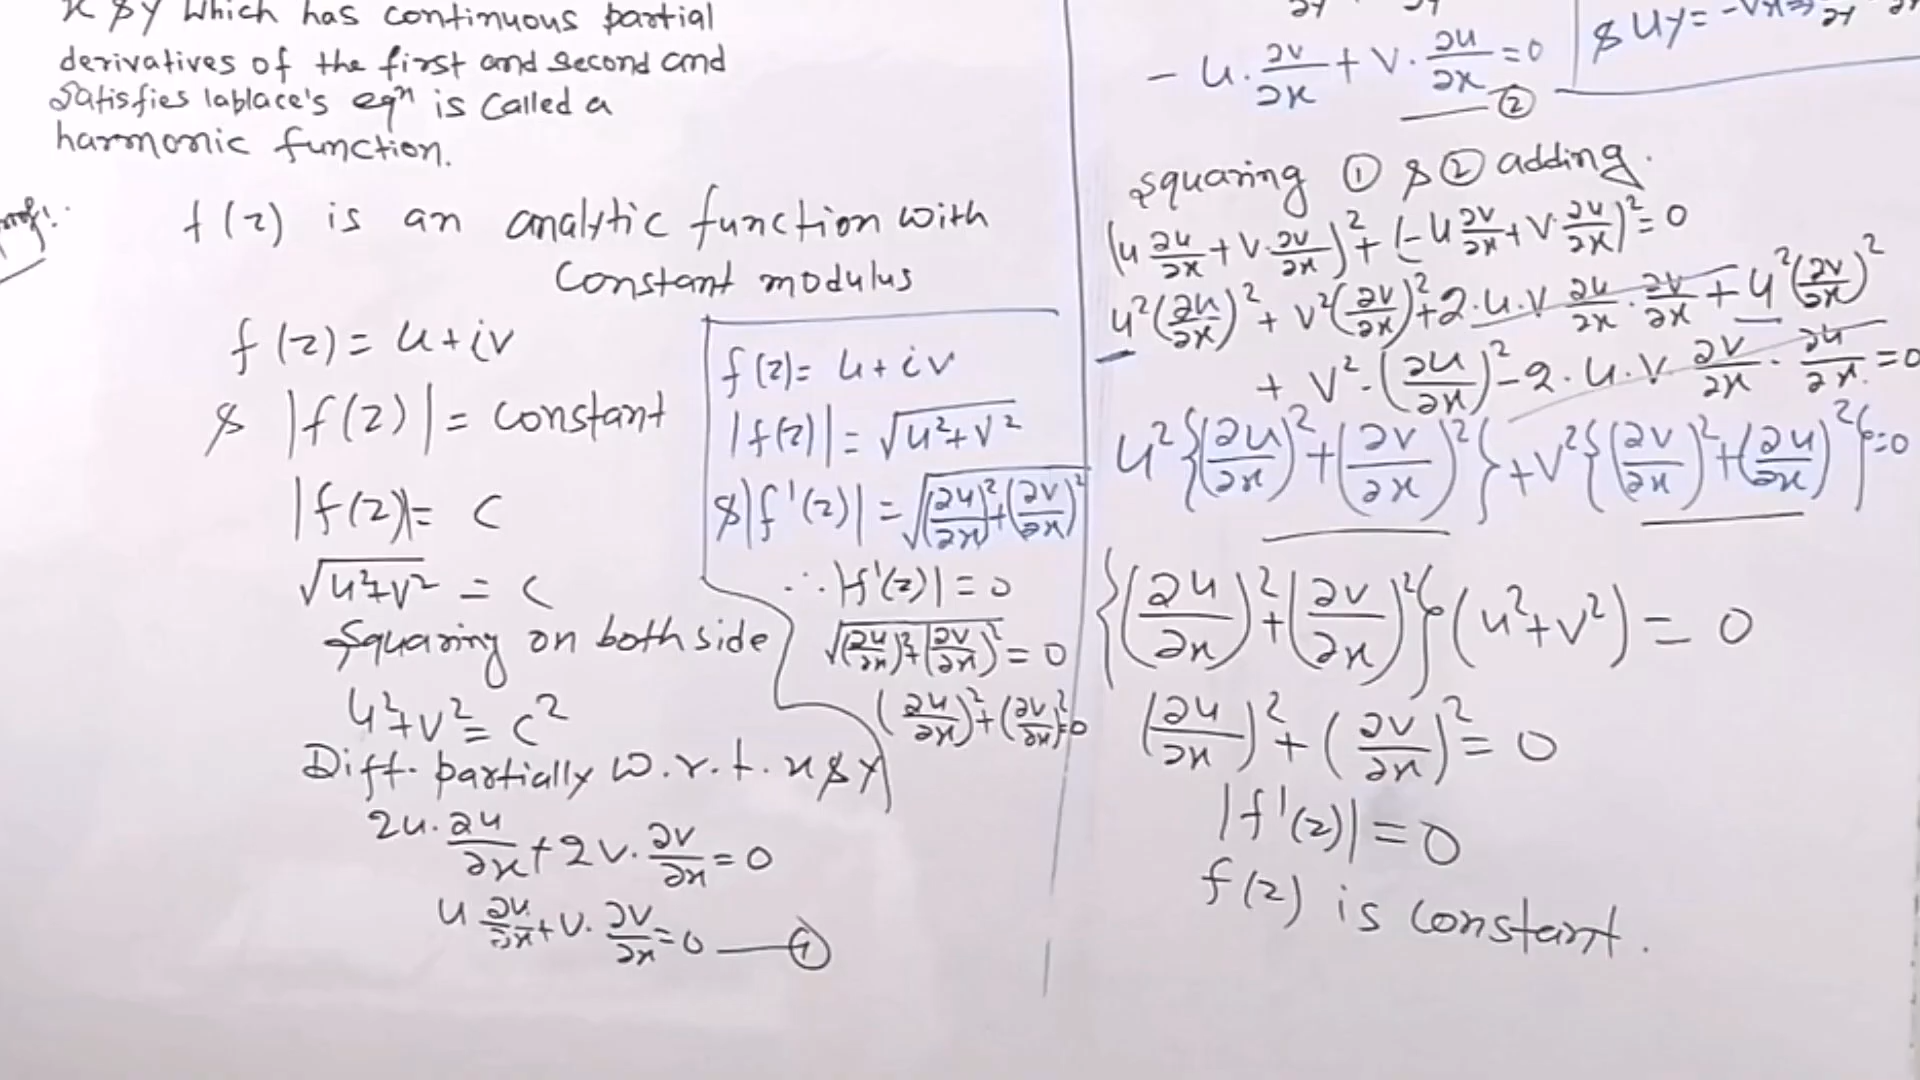 x & y which has continuous partial
derivatives of the first and second and
satisfies laplace's eqⁿ is called a
harmonic function.
f(z) is an analytic function with
constant modulus
f(z) = u+iv
& |f(z)| = constant
|f(z)| = c
√(u²+v²) = c
Squaring on both side
u²+v² = c²
Diff. partially w.r.t. x & y
2u.∂u/∂x + 2v.∂v/∂x = 0
u ∂u/∂x + v.∂v/∂x = 0 — ①
f(z) = u+iv
|f(z)| = √(u²+v²)
& |f'(z)| = √((∂u/∂x)²+(∂v/∂x)²)
∴ |f'(z)| = 0
√((∂u/∂x)²+(∂v/∂x)²) = 0
(∂u/∂x)²+(∂v/∂x)²=0
& uy = -vx ⇒
- u.∂v/∂x + v.∂u/∂x = 0 — ②
squaring ① & ② adding.
(u ∂u/∂x + v.∂v/∂x)² + (-u ∂v/∂x + v.∂u/∂x)² = 0
u²(∂u/∂x)² + v²(∂v/∂x)² + 2.u.v ∂u/∂x.∂v/∂x + u²(∂v/∂x)²
+ v².(∂u/∂x)² - 2.u.v.∂v/∂x.∂u/∂x = 0
u²{(∂u/∂x)²+(∂v/∂x)²} + v²{(∂v/∂x)²+(∂u/∂x)²} = 0
{(∂u/∂x)²+(∂v/∂x)²}(u²+v²) = 0
(∂u/∂x)² + (∂v/∂x)² = 0
|f'(z)| = 0
f(z) is constant.